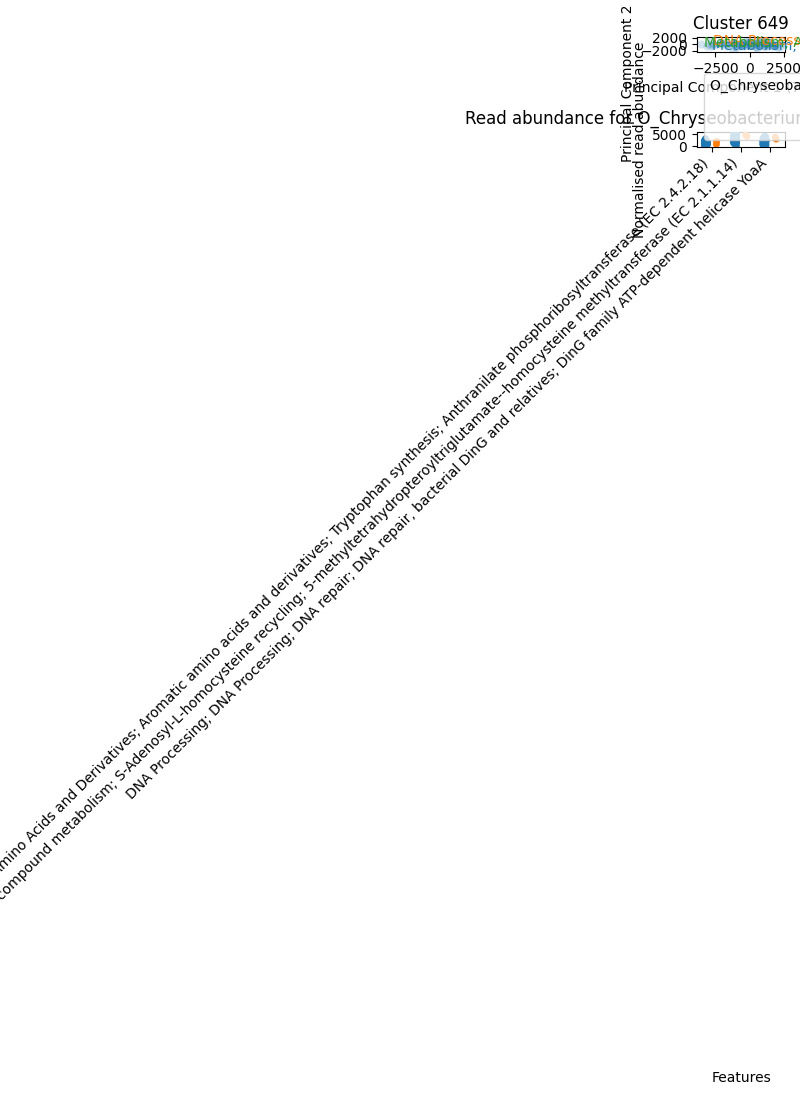 Cluster 649
Principal Component 2
2000
0
−2000
−2500 0 2500
Principal Co
O_Chryseoba
Read abundance for O_Chryseobacterium
Normalised read abundance
5000
0
mino Acids and Derivatives; Aromatic amino acids and derivatives; Tryptophan synthesis; Anthranilate phosphoribosyltransferase (EC 2.4.2.18)
compound metabolism; S-Adenosyl-L-homocysteine recycling; 5-methyltetrahydropteroyltriglutamate--homocysteine methyltransferase (EC 2.1.1.14)
DNA Processing; DNA Processing; DNA repair; DNA repair, bacterial DinG and relatives; DinG family ATP-dependent helicase YoaA
Features